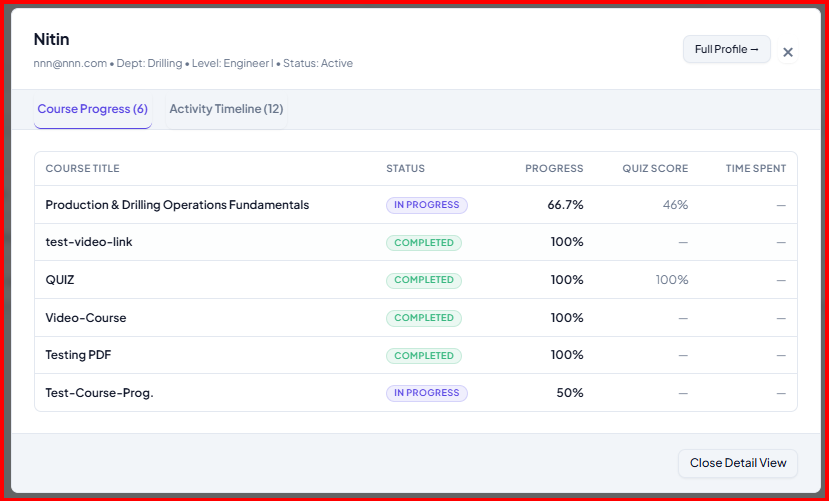 Nitin
Full Profile →
×
nnn@nnn.com • Dept: Drilling • Level: Engineer I • Status: Active
Course Progress (6) Activity Timeline (12)
COURSE TITLE STATUS PROGRESS QUIZ SCORE TIME SPENT
Production & Drilling Operations Fundamentals IN PROGRESS 66.7% 46% —
test-video-link COMPLETED 100% — —
QUIZ COMPLETED 100% 100% —
Video-Course COMPLETED 100% — —
Testing PDF COMPLETED 100% — —
Test-Course-Prog. IN PROGRESS 50% — —
Close Detail View